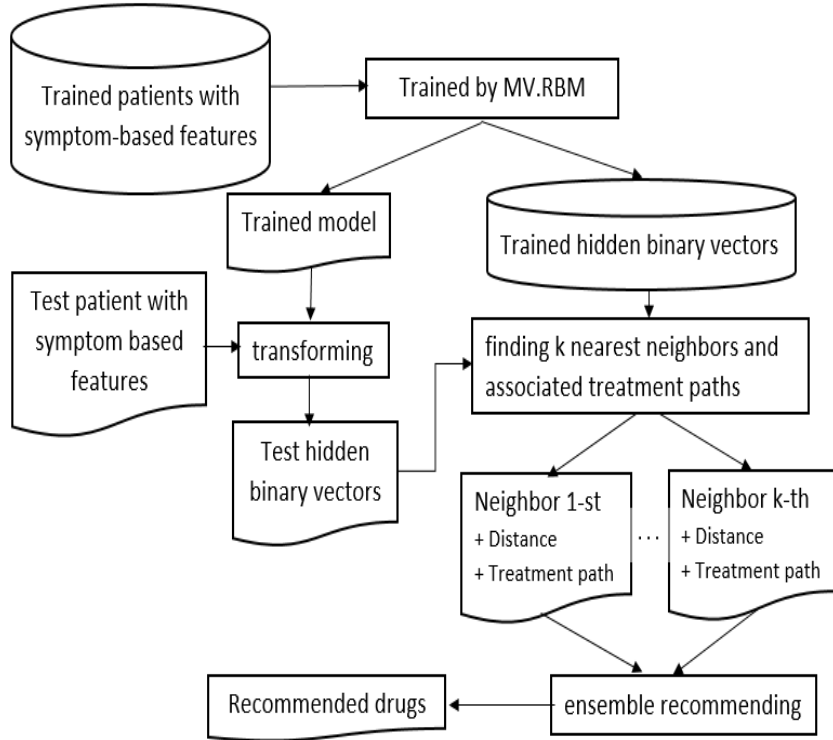 Trained patients with
symptom-based features
Trained by MV.RBM
Trained model
Trained hidden binary vectors
Test patient with
symptom based
features
transforming
finding k nearest neighbors and
associated treatment paths
Test hidden
binary vectors
Neighbor 1-st
+ Distance
+ Treatment path
...
Neighbor k-th
+ Distance
+ Treatment path
Recommended drugs
ensemble recommending